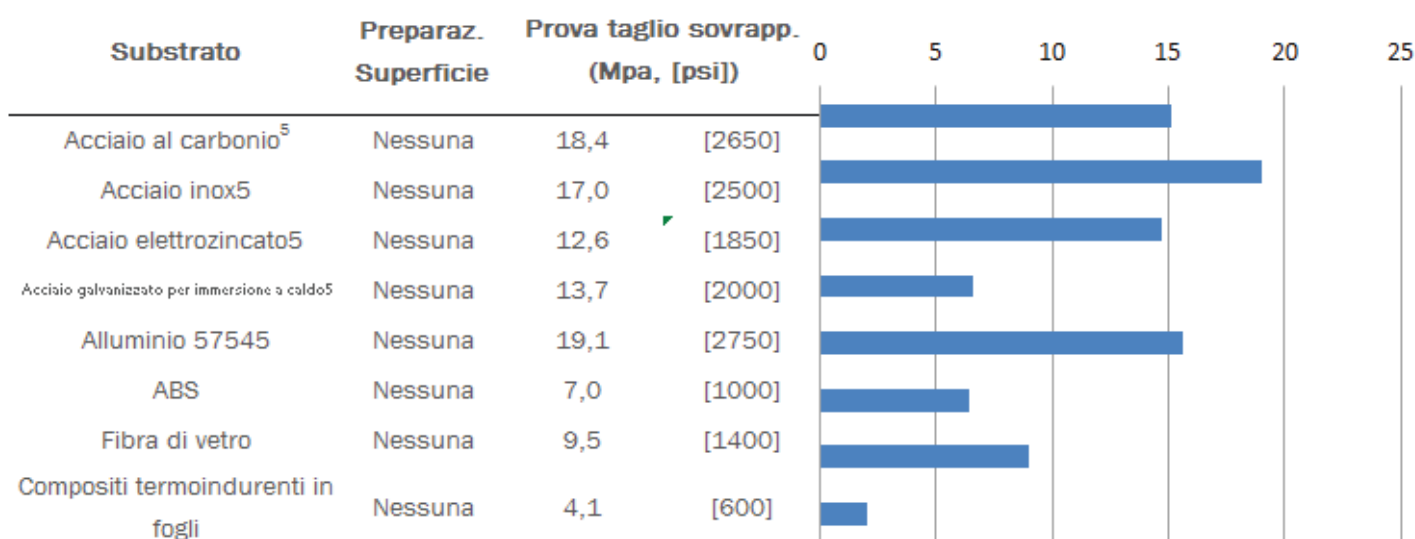 Substrato Preparaz. Superficie Prova taglio sovrapp. (Mpa, [psi])
0 5 10 15 20 25
Acciaio al carbonio5 Nessuna 18,4 [2650]
Acciaio inox5 Nessuna 17,0 [2500]
Acciaio elettrozincato5 Nessuna 12,6 [1850]
Acciaio galvanizzato per immersione a caldo5 Nessuna 13,7 [2000]
Alluminio 57545 Nessuna 19,1 [2750]
ABS Nessuna 7,0 [1000]
Fibra di vetro Nessuna 9,5 [1400]
Compositi termoindurenti in fogli Nessuna 4,1 [600]